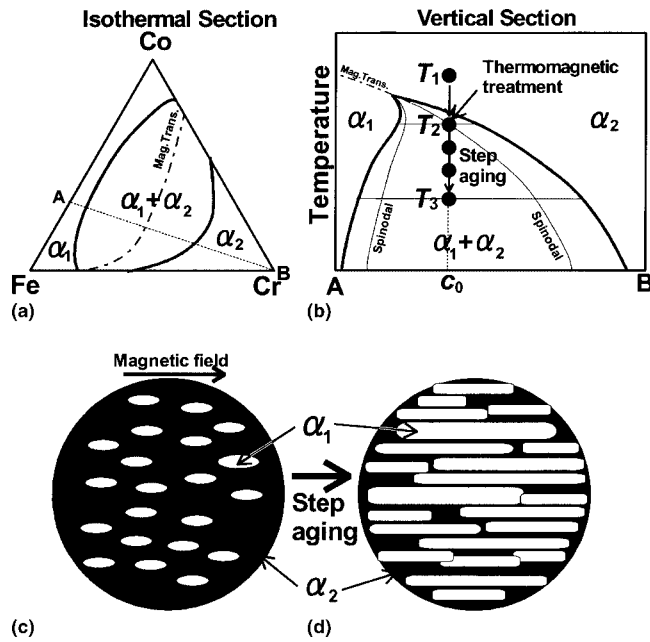 Isothermal Section
Co
Mag.Trans.
A
α₁+α₂
α₁
α₂
B
Fe
Cr
(a)
Vertical Section
Temperature
Mag.Trans.
T₁
Thermomagnetic
treatment
α₁
T₂
α₂
Step
aging
T₃
Spinodal
Spinodal
α₁+α₂
A
c₀
B
(b)
Magnetic field
α₁
Step
aging
α₂
(c)
(d)